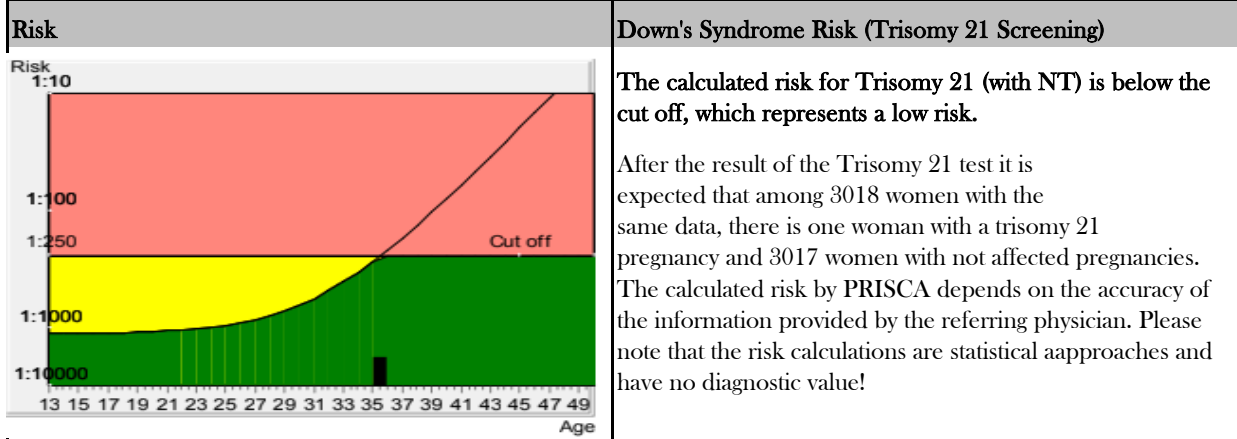 Risk
Down's Syndrome Risk (Trisomy 21 Screening)
Risk
1:10
1:100
1:250
Cut off
1:1000
1:10000
13 15 17 19 21 23 25 27 29 31 33 35 37 39 41 43 45 47 49
Age
The calculated risk for Trisomy 21 (with NT) is below the
cut off, which represents a low risk.
After the result of the Trisomy 21 test it is
expected that among 3018 women with the
same data, there is one woman with a trisomy 21
pregnancy and 3017 women with not affected pregnancies.
The calculated risk by PRISCA depends on the accuracy of
the information provided by the referring physician. Please
note that the risk calculations are statistical aapproaches and
have no diagnostic value!